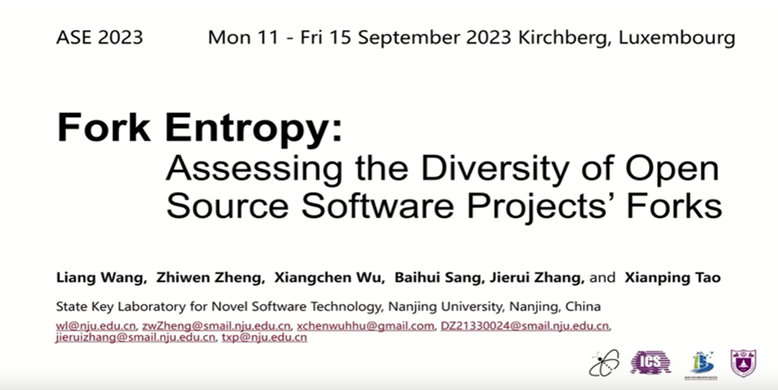 ASE 2023 Mon 11 - Fri 15 September 2023 Kirchberg, Luxembourg
Fork Entropy:
Assessing the Diversity of Open
Source Software Projects' Forks
Liang Wang, Zhiwen Zheng, Xiangchen Wu, Baihui Sang, Jierui Zhang, and Xianping Tao
State Key Laboratory for Novel Software Technology, Nanjing University, Nanjing, China
wl@nju.edu.cn, zwZheng@smail.nju.edu.cn, xchenwuhhu@gmail.com, DZ21330024@smail.nju.edu.cn,
jieruizhang@smail.nju.edu.cn, txp@nju.edu.cn
ICS